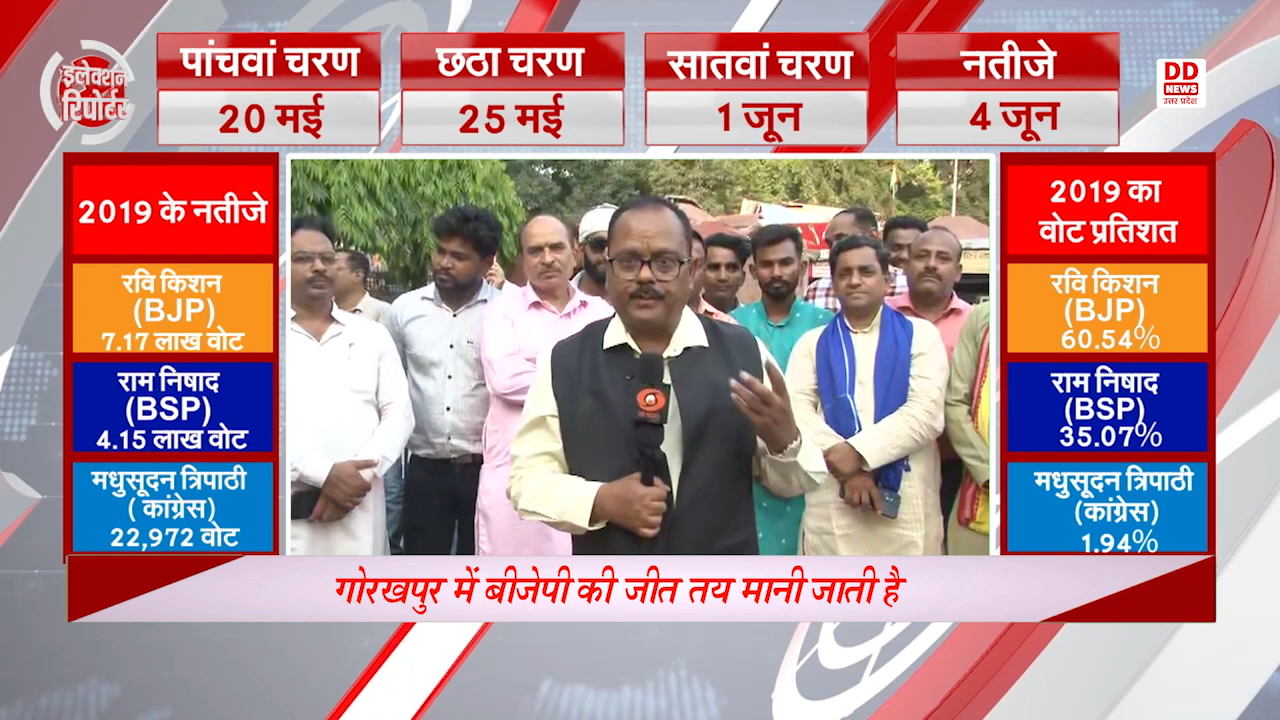 इलेक्शन
रिपोर्टर
पांचवां चरण
20 मई
छठा चरण
25 मई
सातवां चरण
1 जून
नतीजे
4 जून
DD
NEWS
उत्तर प्रदेश
2019 के नतीजे
रवि किशन
(BJP)
7.17 लाख वोट
राम निषाद
(BSP)
4.15 लाख वोट
मधुसूदन त्रिपाठी
( कांग्रेस)
22,972 वोट
2019 का
वोट प्रतिशत
रवि किशन
(BJP)
60.54%
राम निषाद
(BSP)
35.07%
मधुसूदन त्रिपाठी
(कांग्रेस)
1.94%
गोरखपुर में बीजेपी की जीत तय मानी जाती है